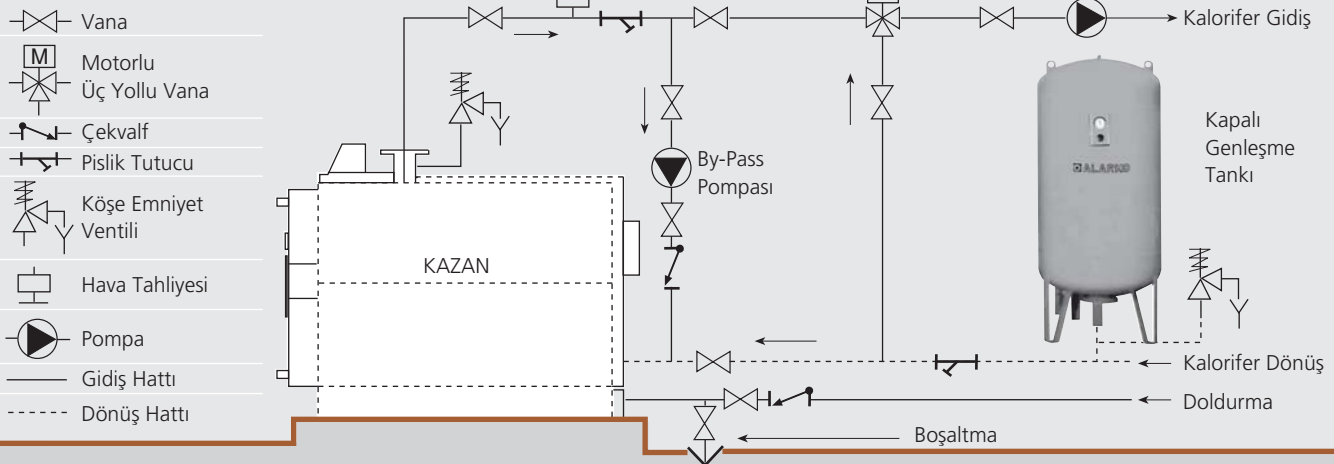 Vana
M
Motorlu
Üç Yollu Vana
Çekvalf
Pislik Tutucu
Köşe Emniyet
Ventili
Hava Tahliyesi
Pompa
Gidiş Hattı
Dönüş Hattı
KAZAN
By-Pass
Pompası
Kalorifer Gidiş
ALARKO
Kapalı
Genleşme
Tankı
Kalorifer Dönüş
Doldurma
Boşaltma